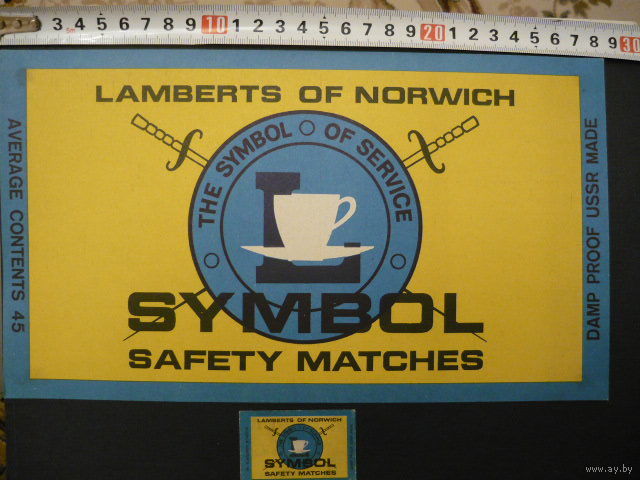 3 4 5 6 7 8 9 10 1 2 3 4 5 6 7 8 9 20 1 2 3 4 5 6 7 8 9 30
5m
LAMBERTS OF NORWICH
THE SYMBOL OF SERVICE
L
SYMBOL
SAFETY MATCHES
AVERAGE CONTENTS 45
DAMP PROOF USSR MADE
LAMBERTS OF NORWICH
SYMBOL
SAFETY MATCHES
www.ay.by